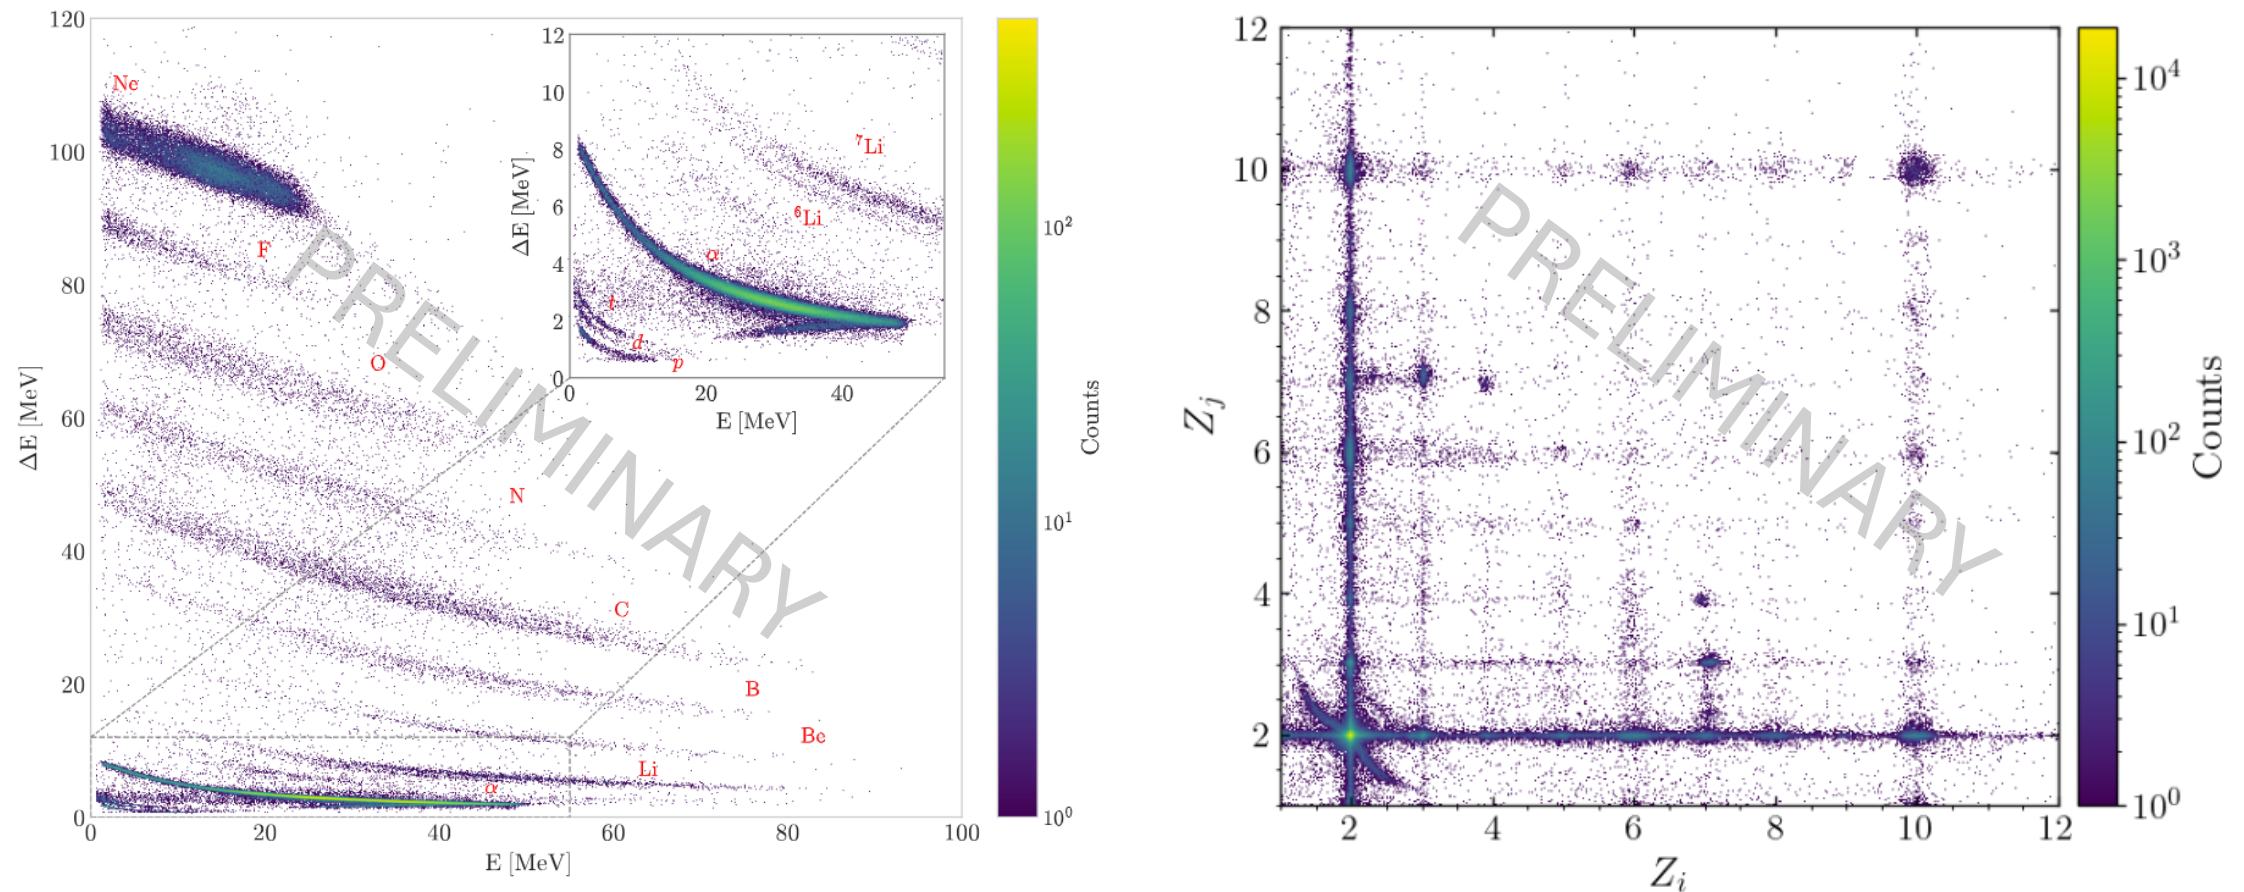 120
100
80
60
40
20
0
0
20
40
60
80
100
ΔE [MeV]
E [MeV]
Ne
F
O
N
C
B
Be
Li
α
12
10
8
6
4
2
0
0
20
40
ΔE [MeV]
E [MeV]
⁷Li
⁶Li
α
t
d
p
PRELIMINARY
10²
10¹
10⁰
Counts
12
10
8
6
4
2
2
4
6
8
10
12
Z_j
Z_i
PRELIMINARY
10⁴
10³
10²
10¹
10⁰
Counts